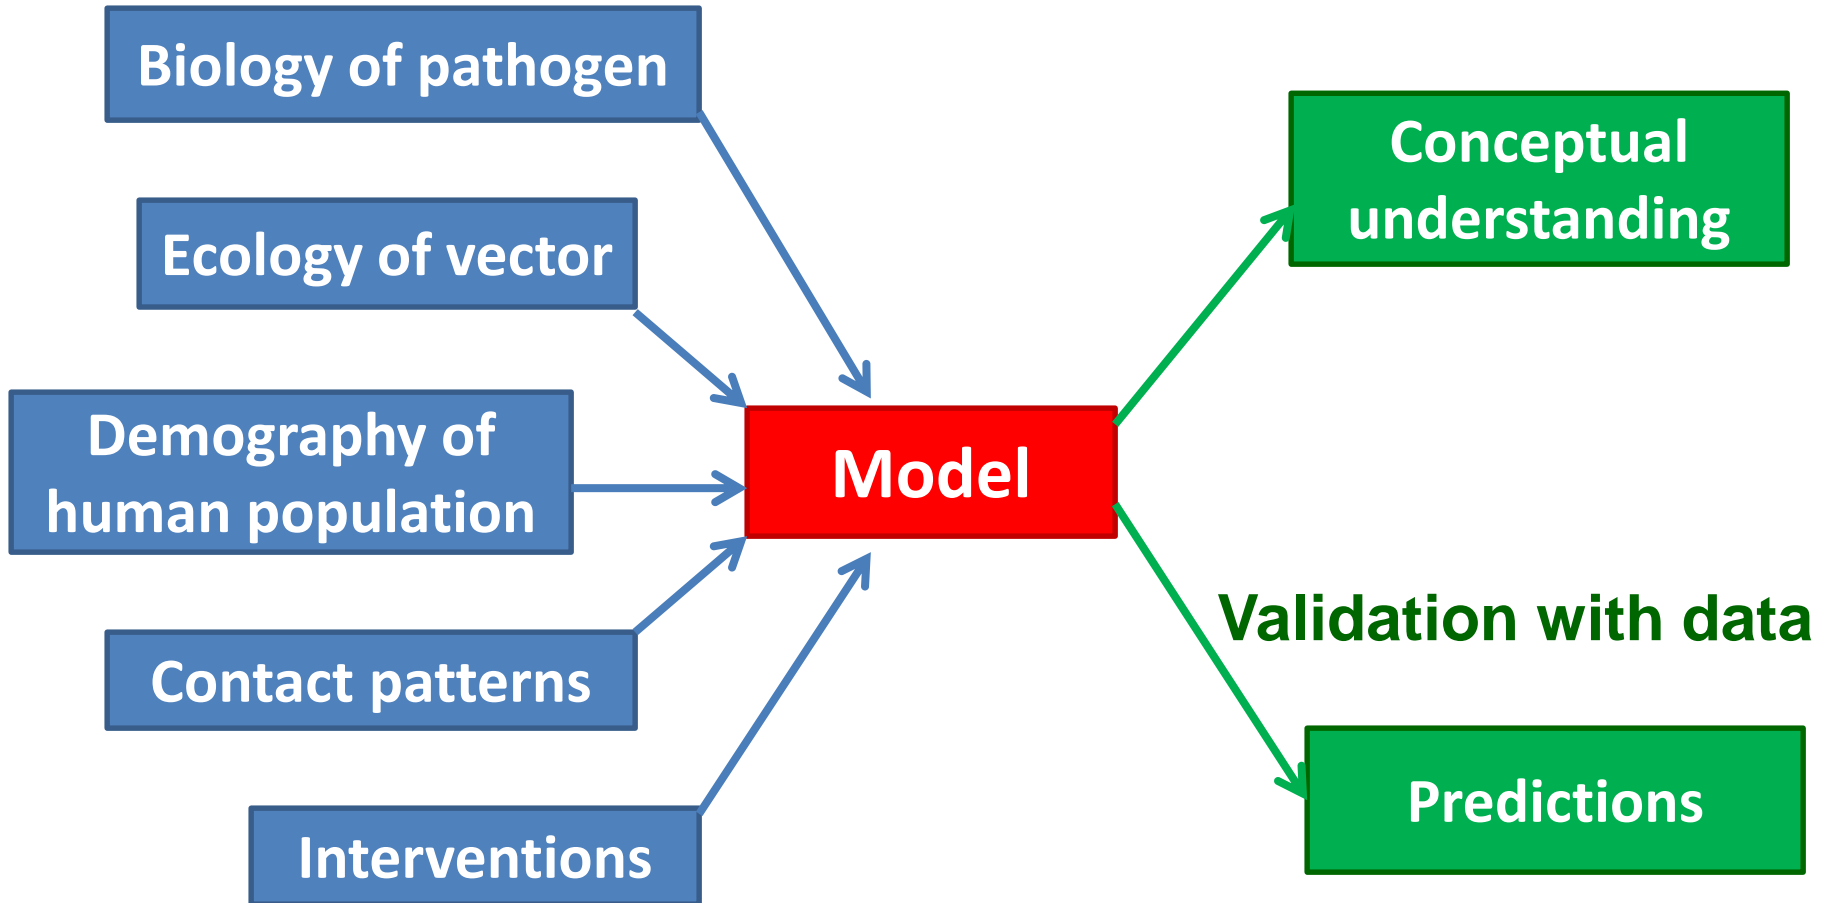 Biology of pathogen
Ecology of vector
Demography of
human population
Contact patterns
Interventions
Model
Conceptual
understanding
Validation with data
Predictions